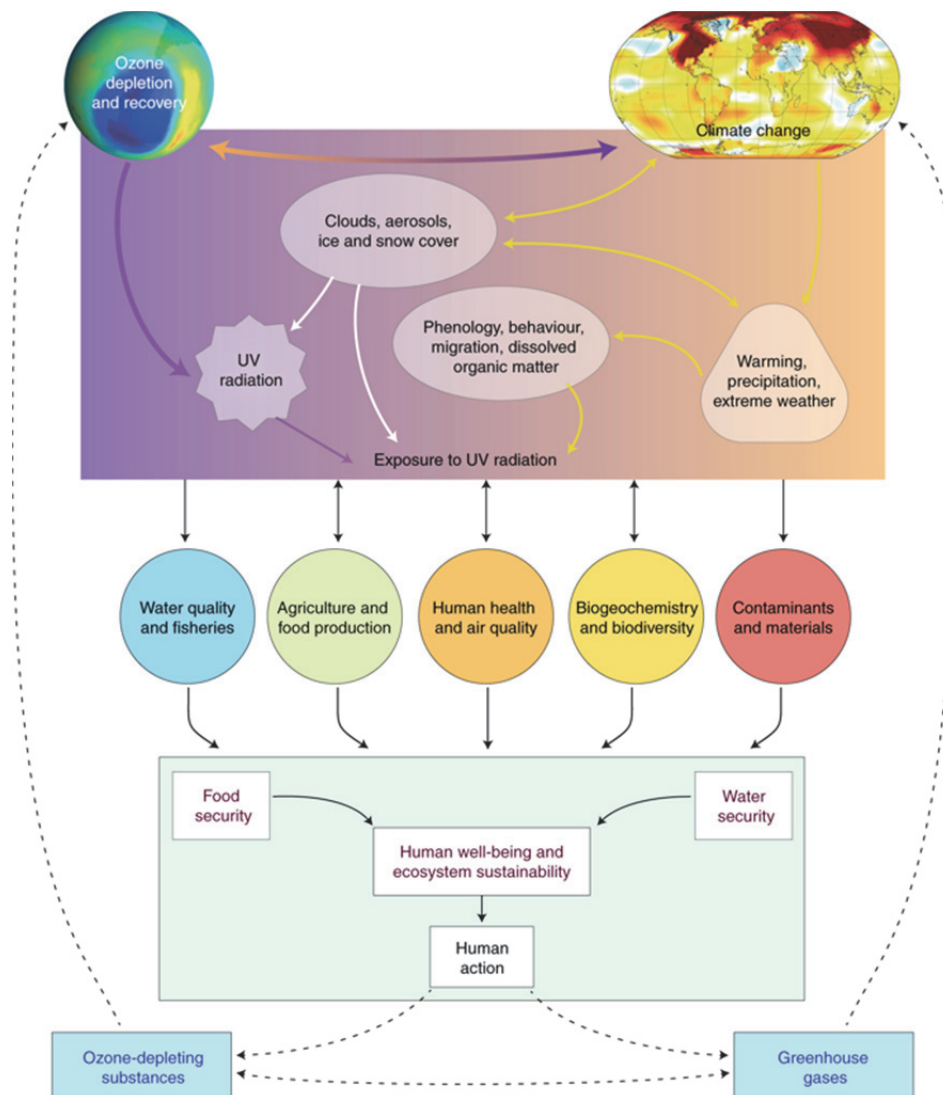 Ozone
depletion
and recovery
Climate change
Clouds, aerosols,
ice and snow cover
Phenology, behaviour,
migration, dissolved
organic matter
UV
radiation
Warming,
precipitation,
extreme weather
Exposure to UV radiation
Water quality
and fisheries
Agriculture and
food production
Human health
and air quality
Biogeochemistry
and biodiversity
Contaminants
and materials
Food
security
Water
security
Human well-being and
ecosystem sustainability
Human
action
Ozone-depleting
substances
Greenhouse
gases